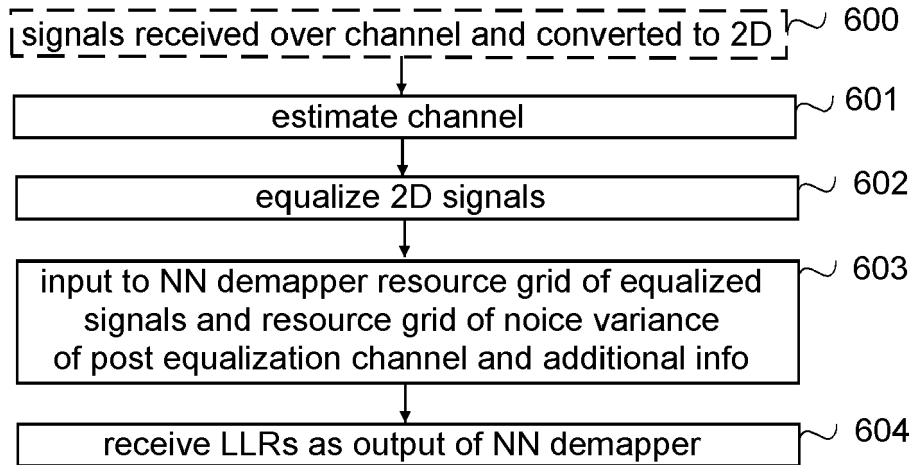 signals received over channel and converted to 2D 600
estimate channel 601
equalize 2D signals 602
input to NN demapper resource grid of equalized 603
signals and resource grid of noice variance
of post equalization channel and additional info
receive LLRs as output of NN demapper 604